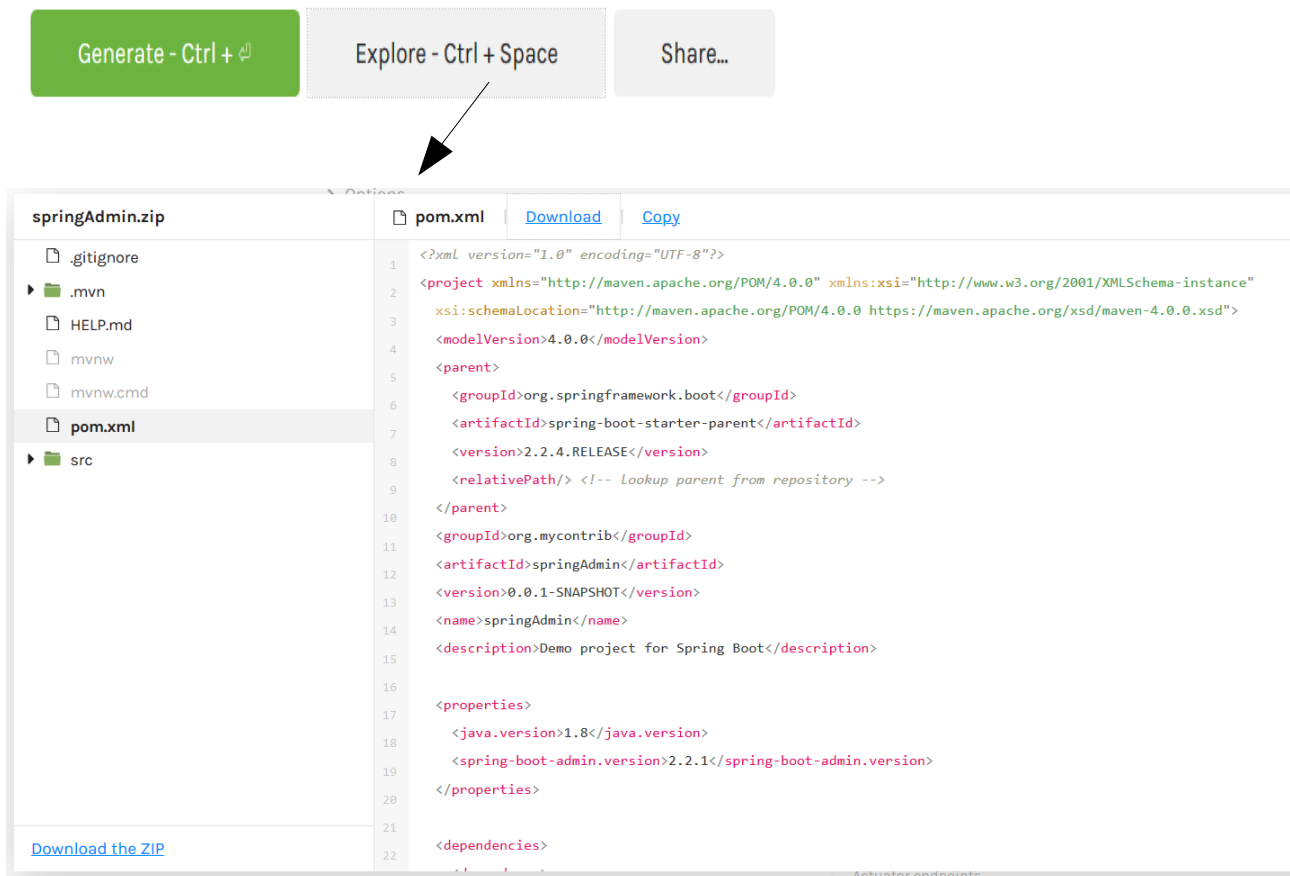 Generate - Ctrl + ⏎
Explore - Ctrl + Space
Share...
Options
springAdmin.zip
.gitignore
.mvn
HELP.md
mvnw
mvnw.cmd
pom.xml
src
Download the ZIP
pom.xml | Download | Copy
1 <?xml version="1.0" encoding="UTF-8"?>
2 <project xmlns="http://maven.apache.org/POM/4.0.0" xmlns:xsi="http://www.w3.org/2001/XMLSchema-instance"
3 xsi:schemaLocation="http://maven.apache.org/POM/4.0.0 https://maven.apache.org/xsd/maven-4.0.0.xsd">
4 <modelVersion>4.0.0</modelVersion>
5 <parent>
6 <groupId>org.springframework.boot</groupId>
7 <artifactId>spring-boot-starter-parent</artifactId>
8 <version>2.2.4.RELEASE</version>
9 <relativePath/> <!-- lookup parent from repository -->
10 </parent>
11 <groupId>org.mycontrib</groupId>
12 <artifactId>springAdmin</artifactId>
13 <version>0.0.1-SNAPSHOT</version>
14 <name>springAdmin</name>
15 <description>Demo project for Spring Boot</description>
16
17 <properties>
18 <java.version>1.8</java.version>
19 <spring-boot-admin.version>2.2.1</spring-boot-admin.version>
20 </properties>
21
22 <dependencies>
Actuator endpoints